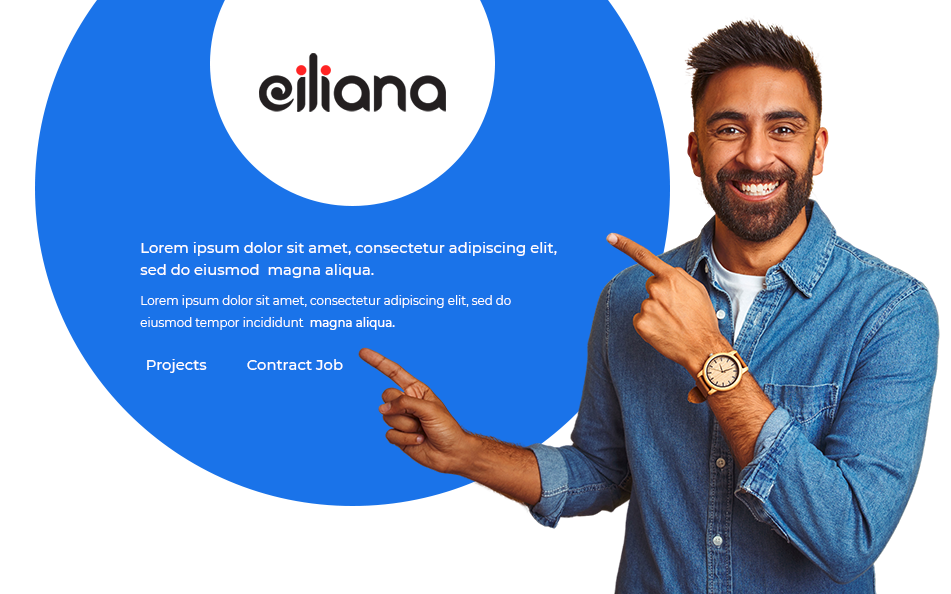 eiliana
Lorem ipsum dolor sit amet, consectetur adipiscing elit,
sed do eiusmod magna aliqua.
Lorem ipsum dolor sit amet, consectetur adipiscing elit, sed do
eiusmod tempor incididunt magna aliqua.
Projects Contract Job